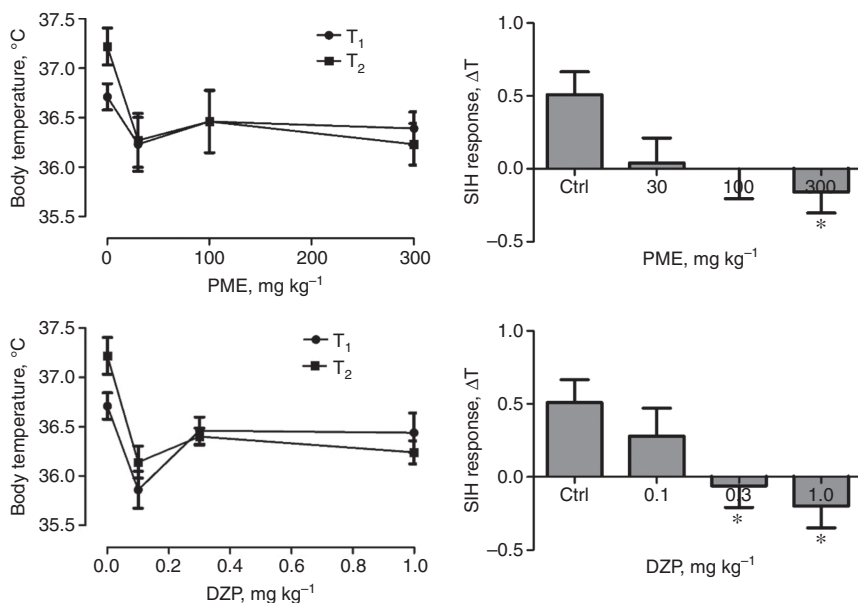 37.5
37.0
36.5
36.0
35.5
Body temperature, °C
T₁
T₂
0 100 200 300
PME, mg kg⁻¹
1.0
0.5
0.0
−0.5
SIH response, ΔT
Ctrl 30 100 300
*
PME, mg kg⁻¹
37.5
37.0
36.5
36.0
35.5
Body temperature, °C
T₁
T₂
0.0 0.2 0.4 0.6 0.8 1.0
DZP, mg kg⁻¹
1.0
0.5
0.0
−0.5
SIH response, ΔT
Ctrl 0.1 0.3 1.0
* *
DZP, mg kg⁻¹